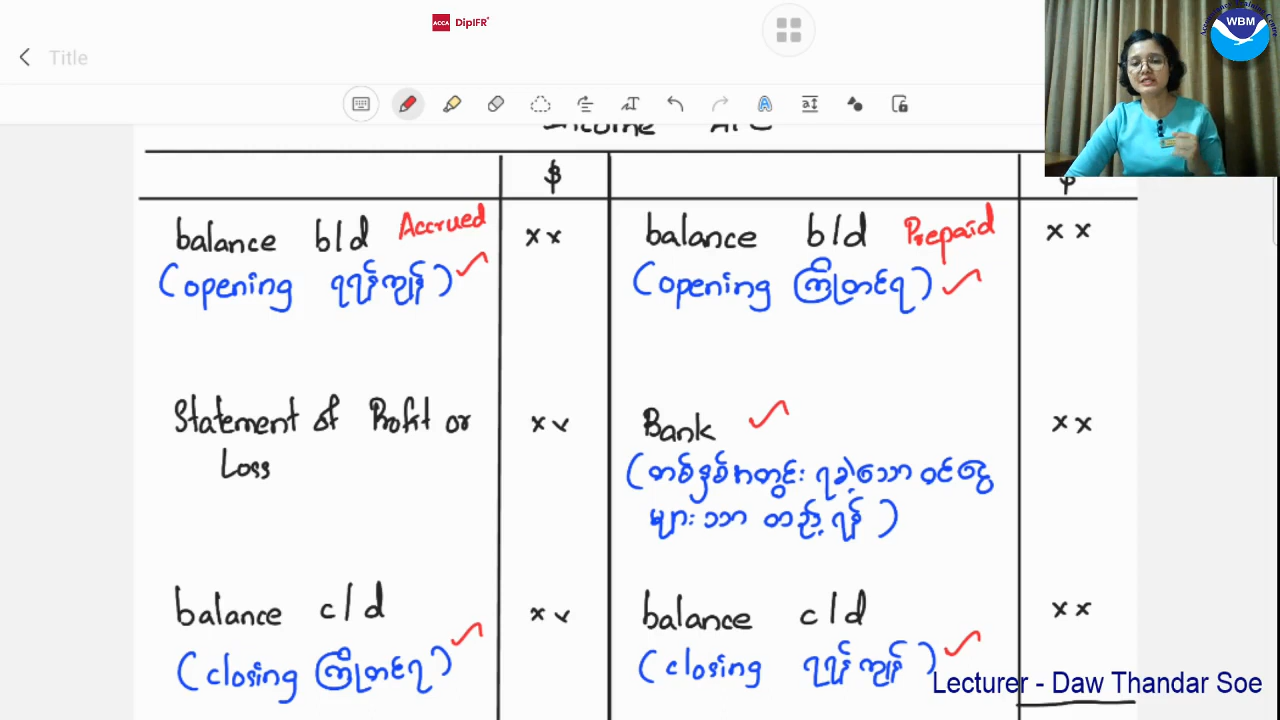 ACCA DipIFR
WBM
Title
Income A/C
$
$
balance b/d Accrued
xx
balance b/d Prepaid
xx
(opening ရရန်ကျန်)
(opening ကြိုတင်ရ)
Statement of Profit or
Loss
xx
Bank
xx
(တစ်နှစ်အတွင်း ရခဲ့သော ဝင်ငွေ
များသာ တည့်ရန်)
balance c/d
xx
balance c/d
xx
(closing ကြိုတင်ရ)
(closing ရရန်ကျန်)
Lecturer - Daw Thandar Soe